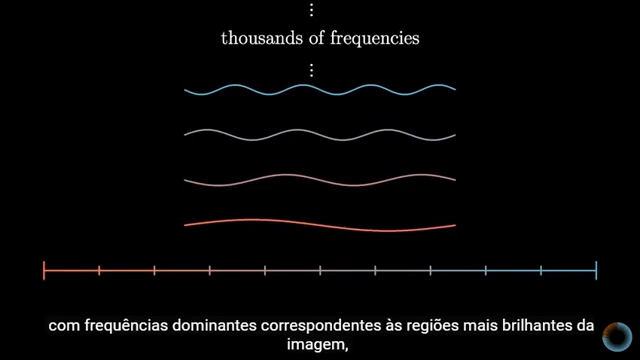 thousands of frequencies
com frequências dominantes correspondentes às regiões mais brilhantes da
imagem,